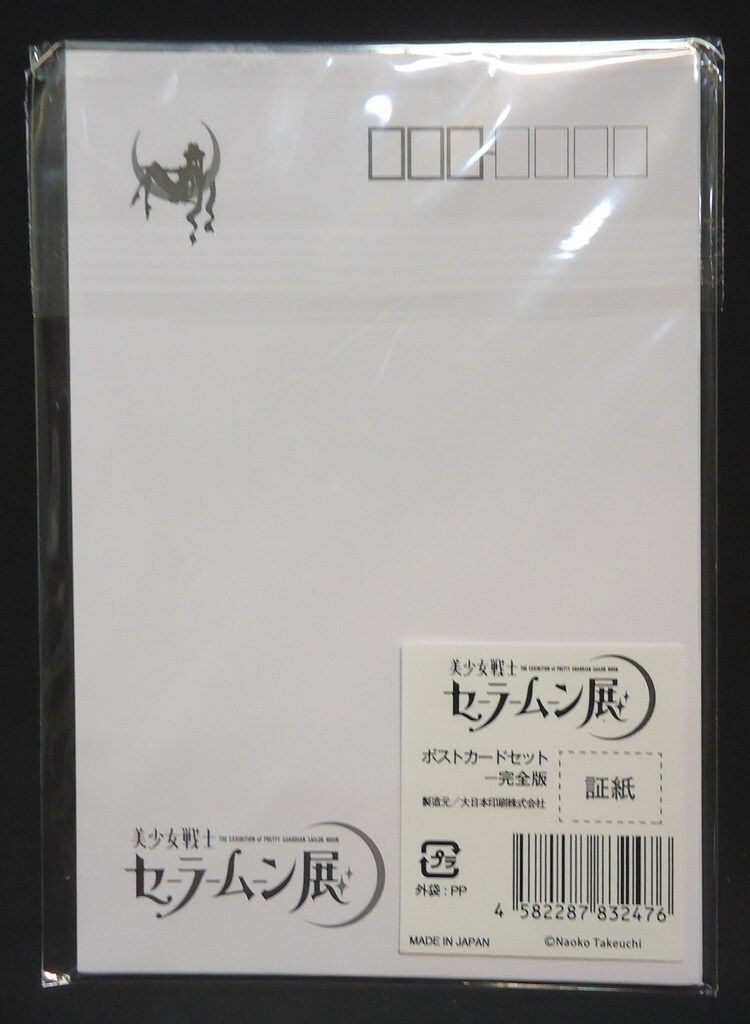 美少女戦士 THE EXHIBITION of PRETTY GUARDIAN SAILOR MOON
セーラームーン展
ポストカードセット
ー完全版
製造元／大日本印刷株式会社
証紙
プラ
外袋：PP
4 582287 832476
MADE IN JAPAN ©Naoko Takeuchi
美少女戦士 THE EXHIBITION of PRETTY GUARDIAN SAILOR MOON
セーラームーン展